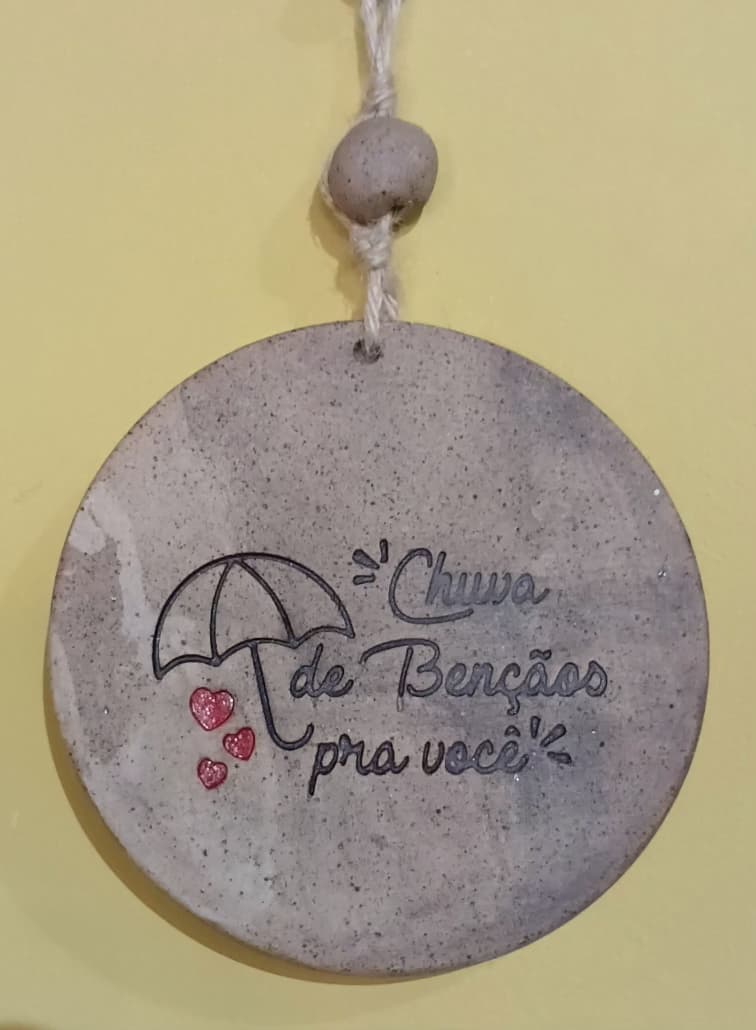 Chuva
de Bençãos
pra você